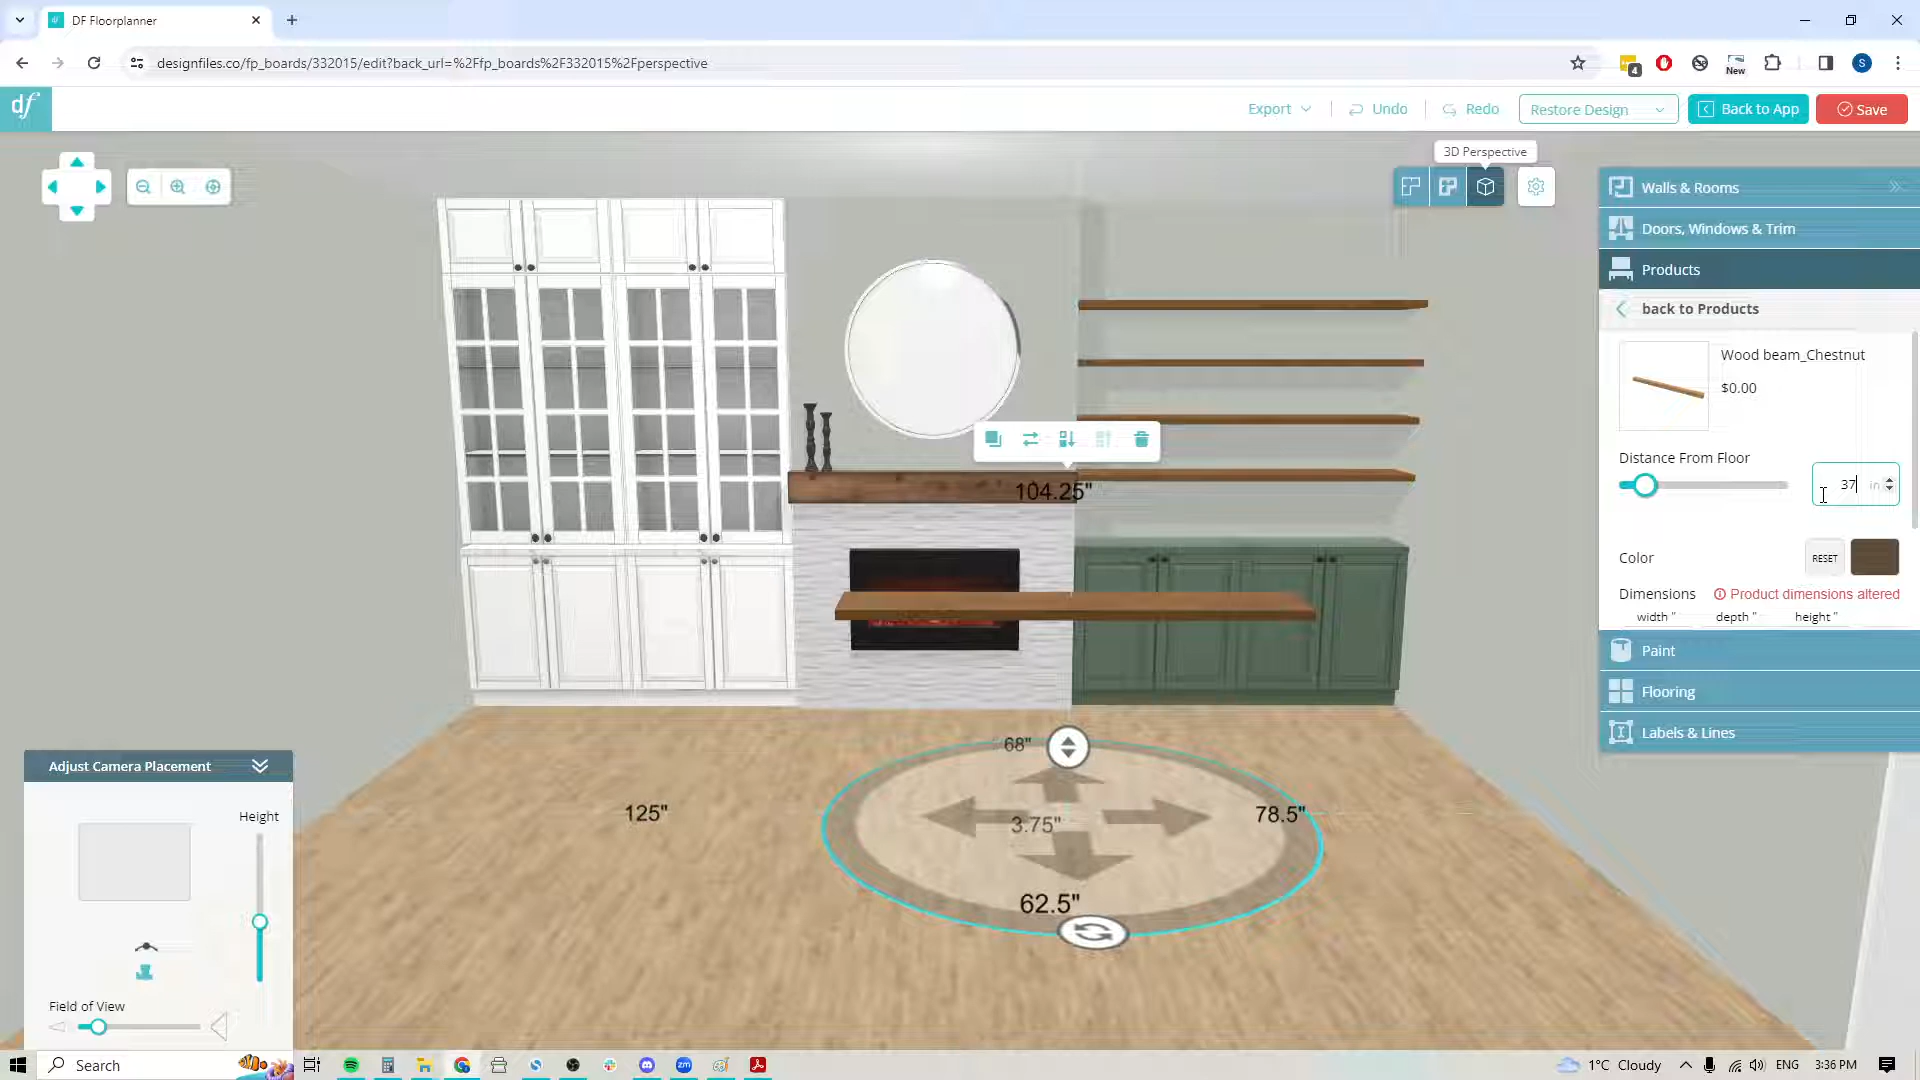 DF Floorplanner
designfiles.co/fp_boards/332015/edit?back_url=%2Ffp_boards%2F332015%2Fperspective
4
New
S
df
Export
Undo
Redo
Restore Design
Back to App
Save
3D Perspective
Walls & Rooms
Doors, Windows & Trim
Products
back to Products
Wood beam_Chestnut
$0.00
Distance From Floor
37 in
Color
RESET
Dimensions
Product dimensions altered
width "
depth "
height "
Paint
Flooring
Labels & Lines
104.25"
68"
125"
3.75"
78.5"
62.5"
Adjust Camera Placement
Height
Field of View
Search
1°C Cloudy
ENG
3:36 PM